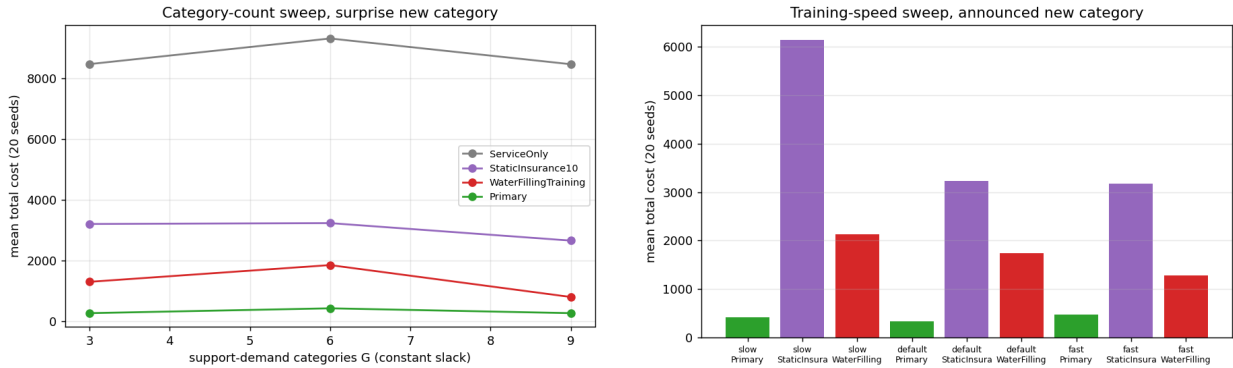 Category-count sweep, surprise new category
mean total cost (20 seeds)
8000
6000
4000
2000
0
ServiceOnly
StaticInsurance10
WaterFillingTraining
Primary
3 4 5 6 7 8 9
support-demand categories G (constant slack)
Training-speed sweep, announced new category
mean total cost (20 seeds)
6000
5000
4000
3000
2000
1000
0
slow
Primary
slow
StaticInsura
slow
WaterFilling
default
Primary
default
StaticInsura
default
WaterFilling
fast
Primary
fast
StaticInsura
fast
WaterFilling